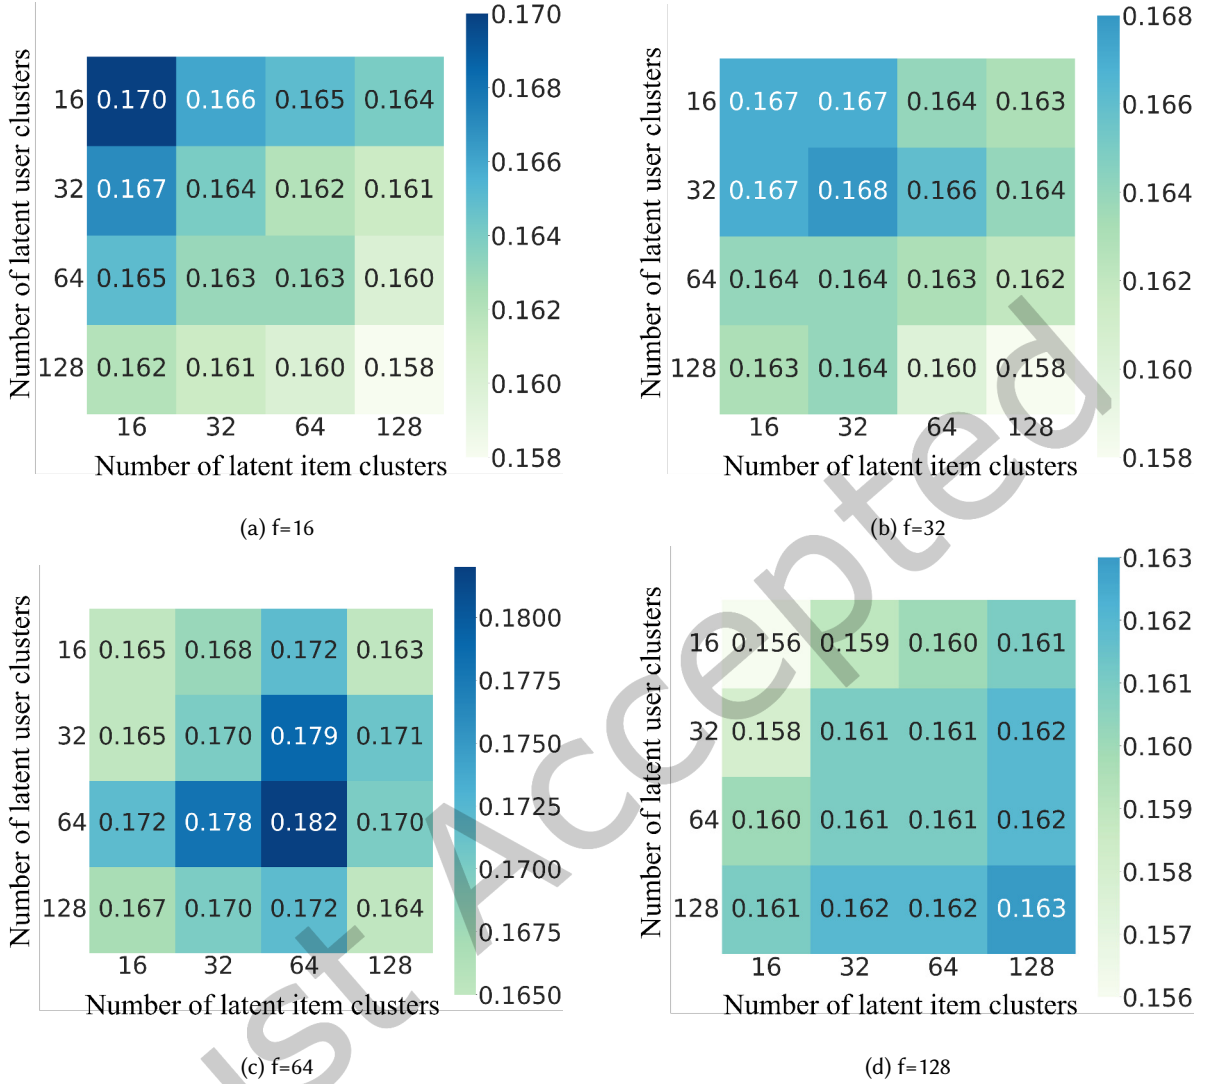 0.170
0.168
0.166
0.164
0.162
0.160
0.158
Number of latent user clusters
16 0.170 0.166 0.165 0.164
32 0.167 0.164 0.162 0.161
64 0.165 0.163 0.163 0.160
128 0.162 0.161 0.160 0.158
16 32 64 128
Number of latent item clusters
(a) f=16
0.168
0.166
0.164
0.162
0.160
0.158
Number of latent user clusters
16 0.167 0.167 0.164 0.163
32 0.167 0.168 0.166 0.164
64 0.164 0.164 0.163 0.162
128 0.163 0.164 0.160 0.158
16 32 64 128
Number of latent item clusters
(b) f=32
0.1800
0.1775
0.1750
0.1725
0.1700
0.1675
0.1650
Number of latent user clusters
16 0.165 0.168 0.172 0.163
32 0.165 0.170 0.179 0.171
64 0.172 0.178 0.182 0.170
128 0.167 0.170 0.172 0.164
16 32 64 128
Number of latent item clusters
(c) f=64
0.163
0.162
0.161
0.160
0.159
0.158
0.157
0.156
Number of latent user clusters
16 0.156 0.159 0.160 0.161
32 0.158 0.161 0.161 0.162
64 0.160 0.161 0.161 0.162
128 0.161 0.162 0.162 0.163
16 32 64 128
Number of latent item clusters
(d) f=128
ust Accepted